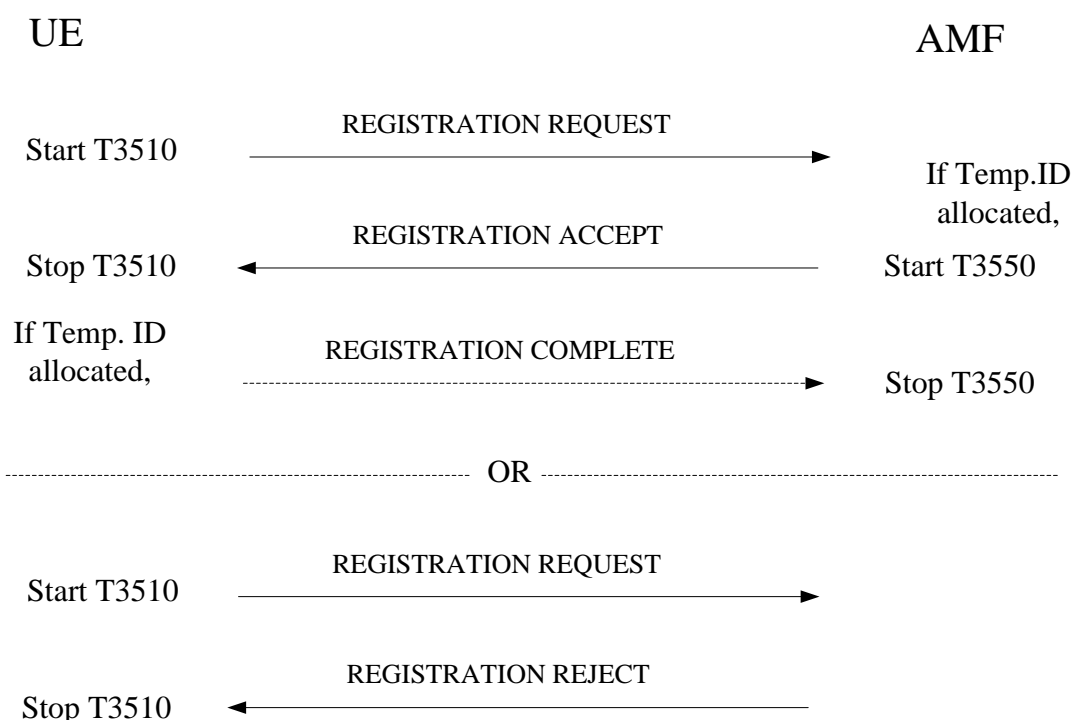 UE
AMF
REGISTRATION REQUEST
Start T3510
If Temp.ID
allocated,
REGISTRATION ACCEPT
Stop T3510
Start T3550
If Temp. ID
allocated,
REGISTRATION COMPLETE
Stop T3550
OR
REGISTRATION REQUEST
Start T3510
REGISTRATION REJECT
Stop T3510